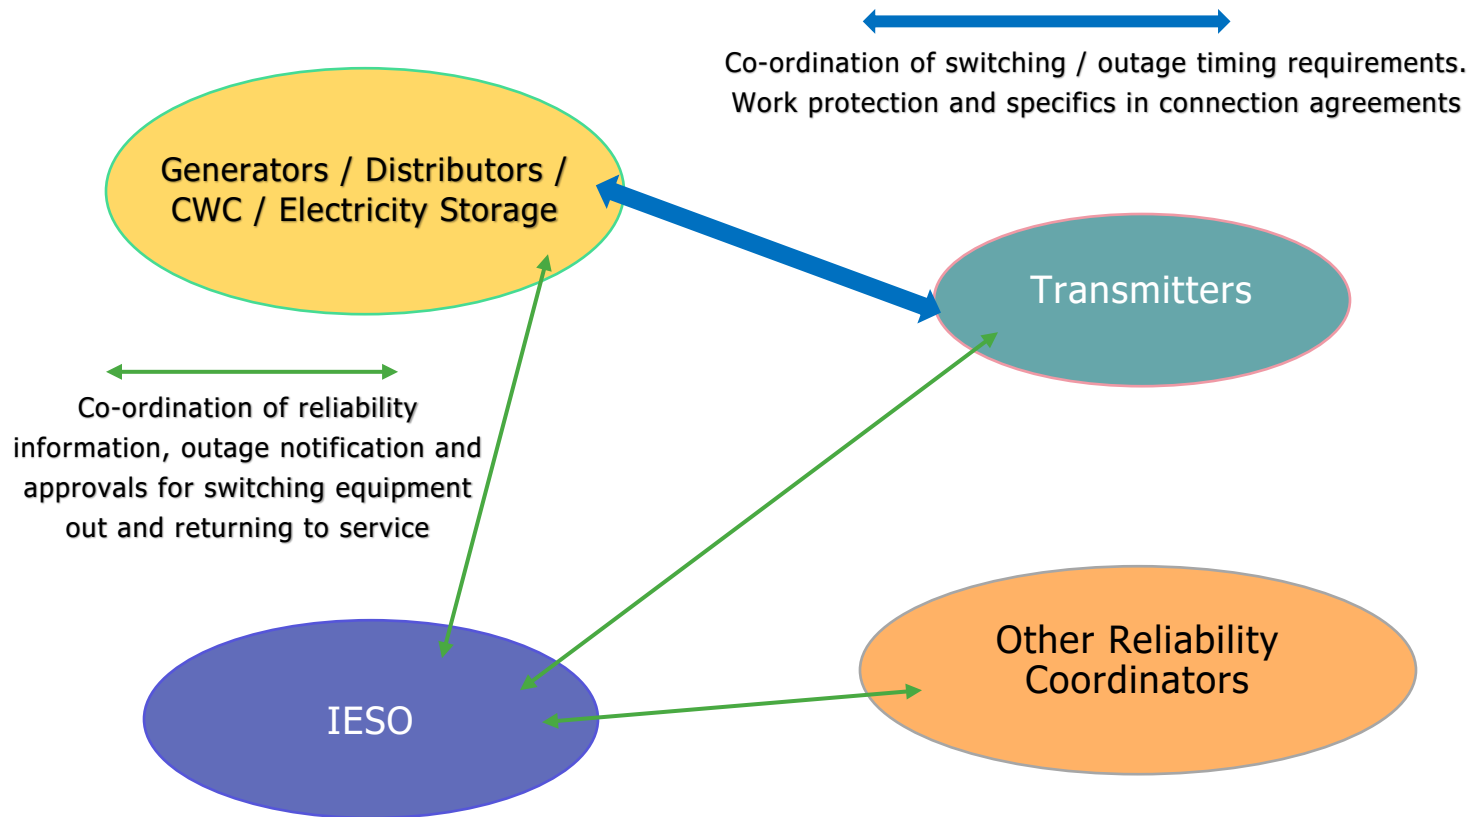 Co-ordination of switching / outage timing requirements.
Work protection and specifics in connection agreements
Generators / Distributors /
CWC / Electricity Storage
Transmitters
Co-ordination of reliability
information, outage notification and
approvals for switching equipment
out and returning to service
Other Reliability
Coordinators
IESO